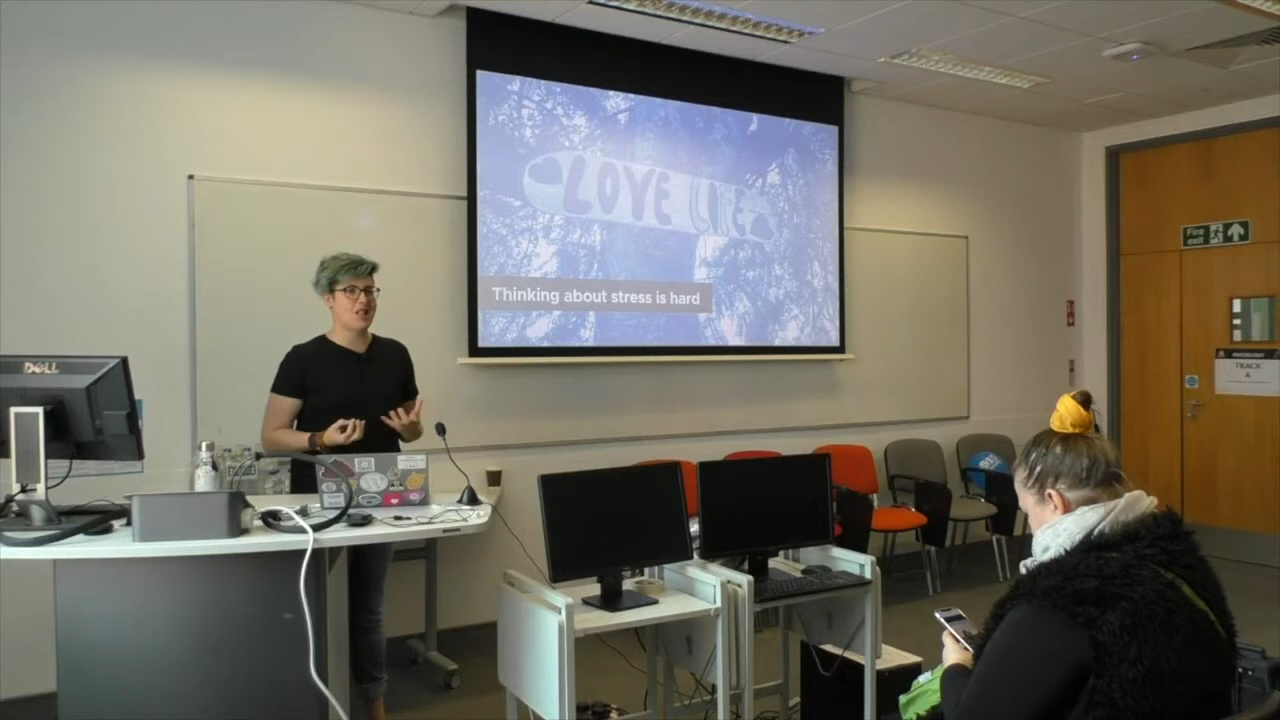 LOVE LIFE
Thinking about stress is hard
DELL
Fire
exit
TRACK
A